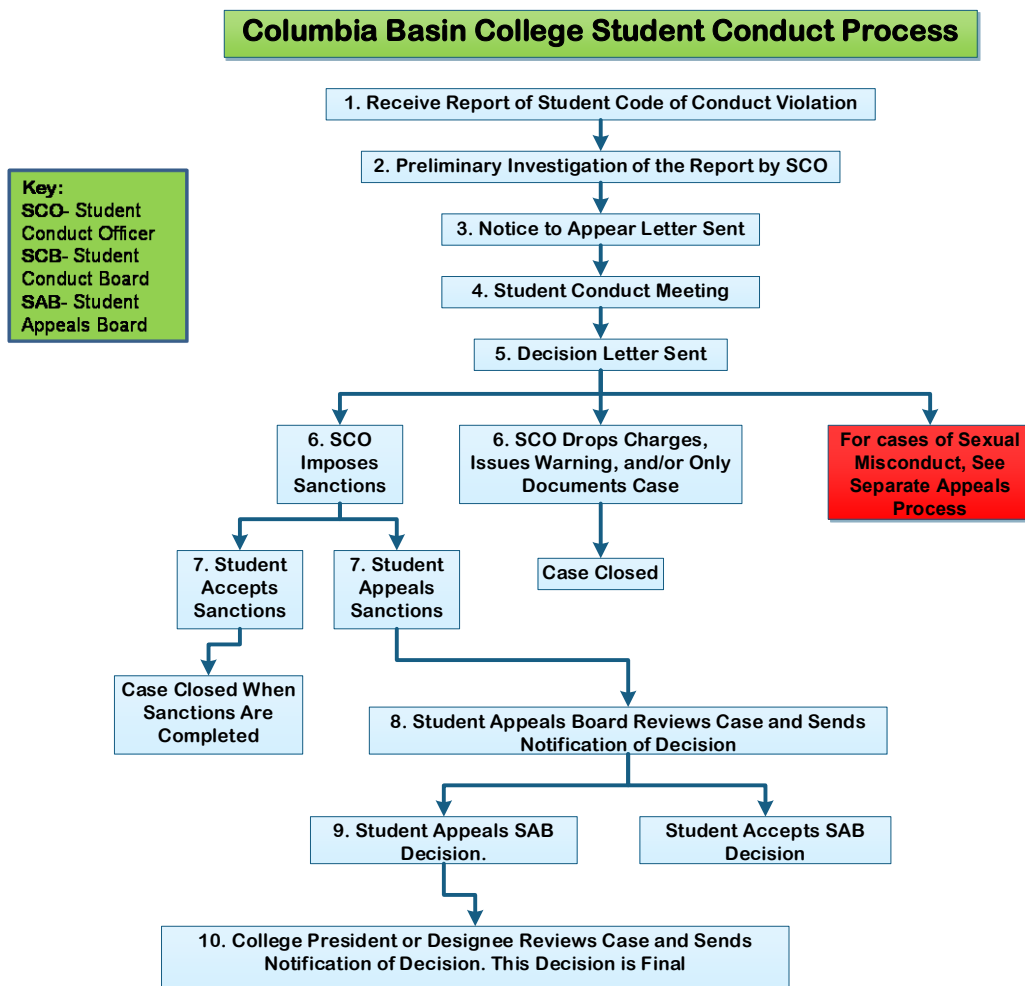 Columbia Basin College Student Conduct Process
1. Receive Report of Student Code of Conduct Violation
2. Preliminary Investigation of the Report by SCO
Key:
SCO- Student
Conduct Officer
SCB- Student
Conduct Board
SAB- Student
Appeals Board
3. Notice to Appear Letter Sent
4. Student Conduct Meeting
5. Decision Letter Sent
6. SCO
Imposes
Sanctions
6. SCO Drops Charges,
Issues Warning, and/or Only
Documents Case
For cases of Sexual
Misconduct, See
Separate Appeals
Process
7. Student
Accepts
Sanctions
7. Student
Appeals
Sanctions
Case Closed
Case Closed When
Sanctions Are
Completed
8. Student Appeals Board Reviews Case and Sends
Notification of Decision
9. Student Appeals SAB
Decision.
Student Accepts SAB
Decision
10. College President or Designee Reviews Case and Sends
Notification of Decision. This Decision is Final